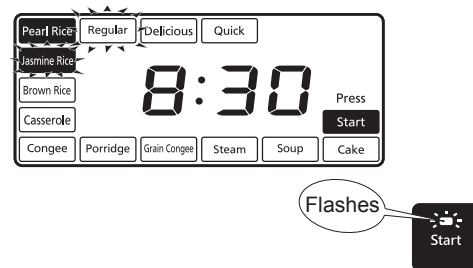 Pearl Rice Regular Delicious Quick
Jasmine Rice
Brown Rice
8:30
Press
Casserole
Start
Congee Porridge Grain Congee Steam Soup Cake
Flashes
Start